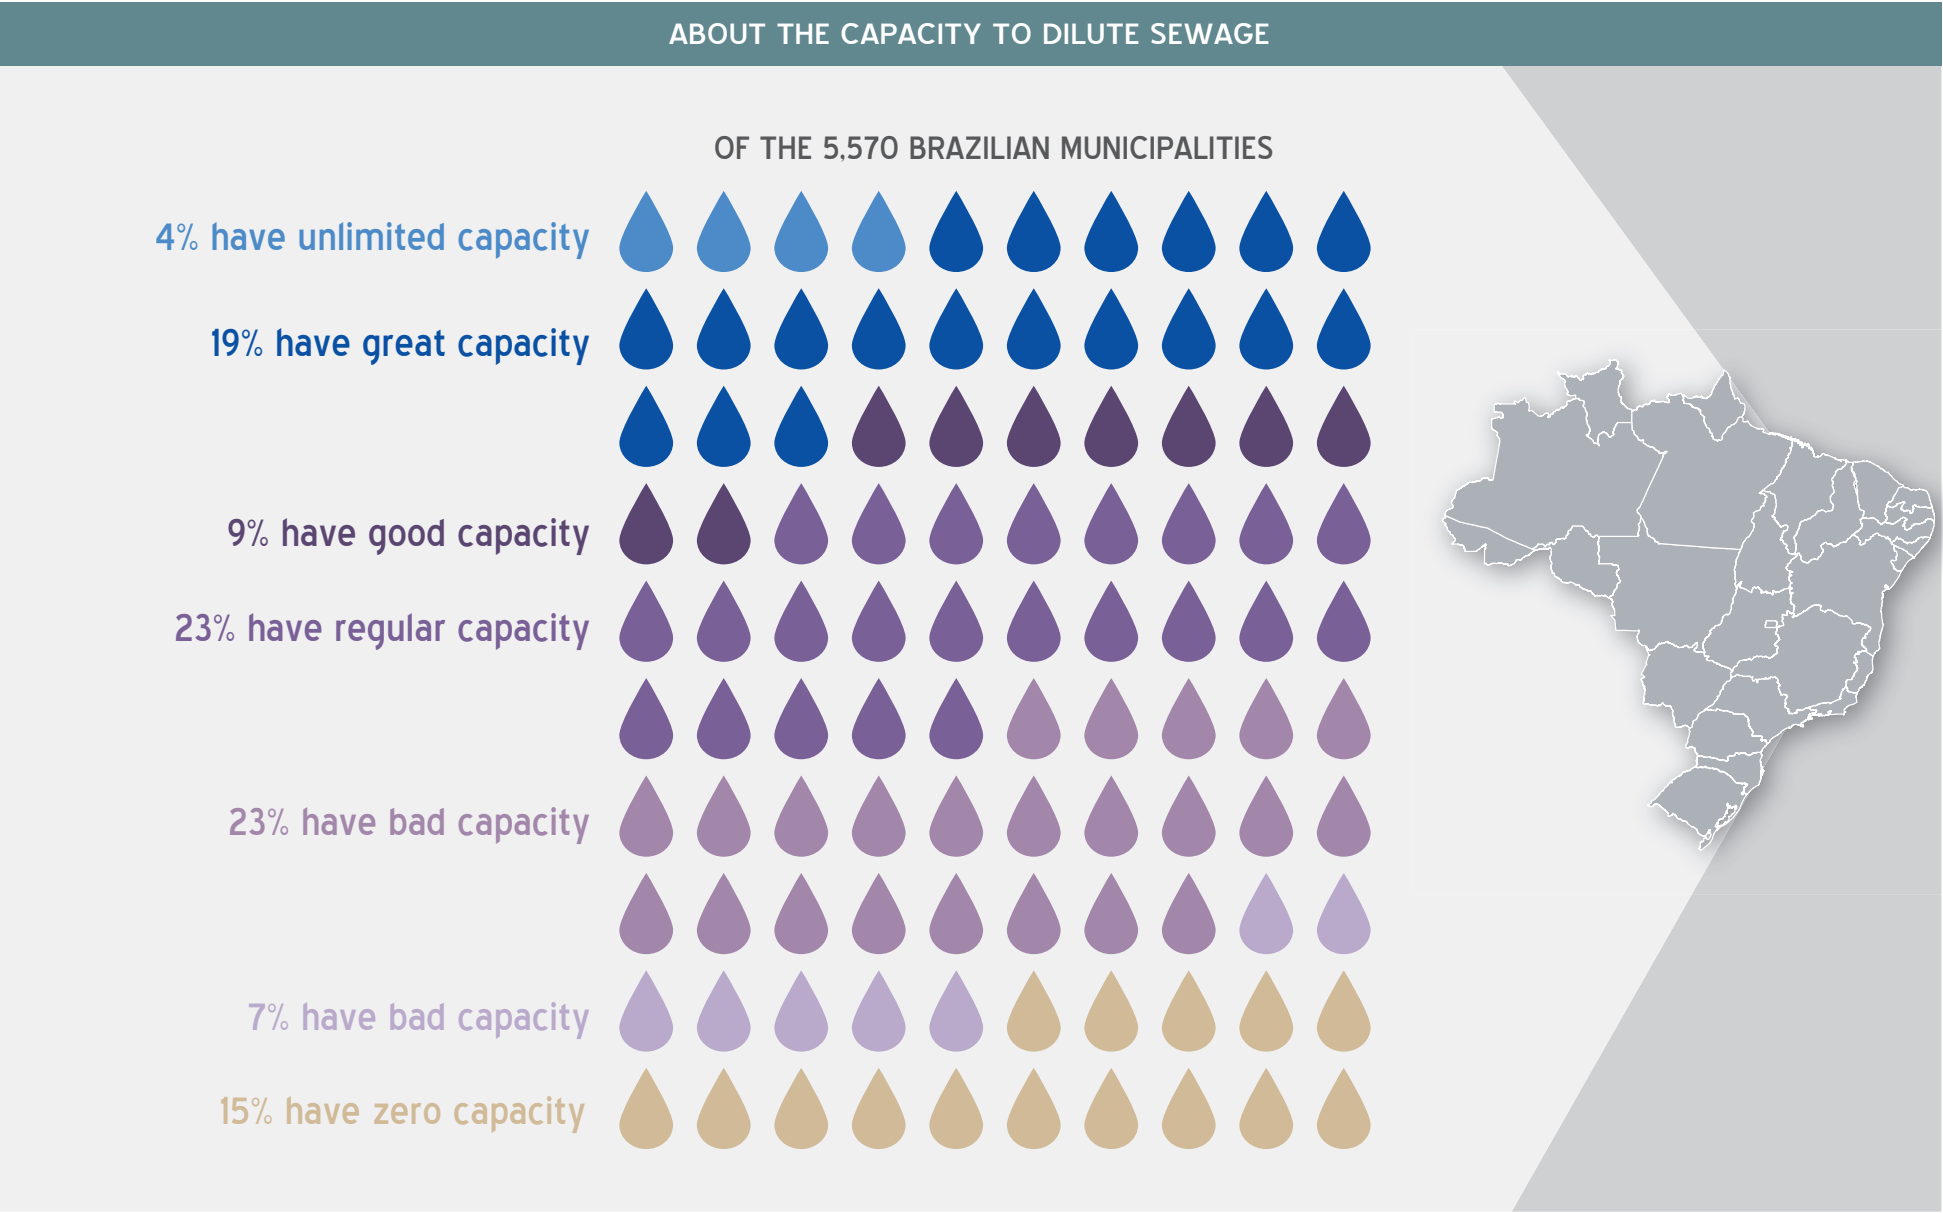 ABOUT THE CAPACITY TO DILUTE SEWAGE
OF THE 5,570 BRAZILIAN MUNICIPALITIES
4% have unlimited capacity
19% have great capacity
9% have good capacity
23% have regular capacity
23% have bad capacity
7% have bad capacity
15% have zero capacity